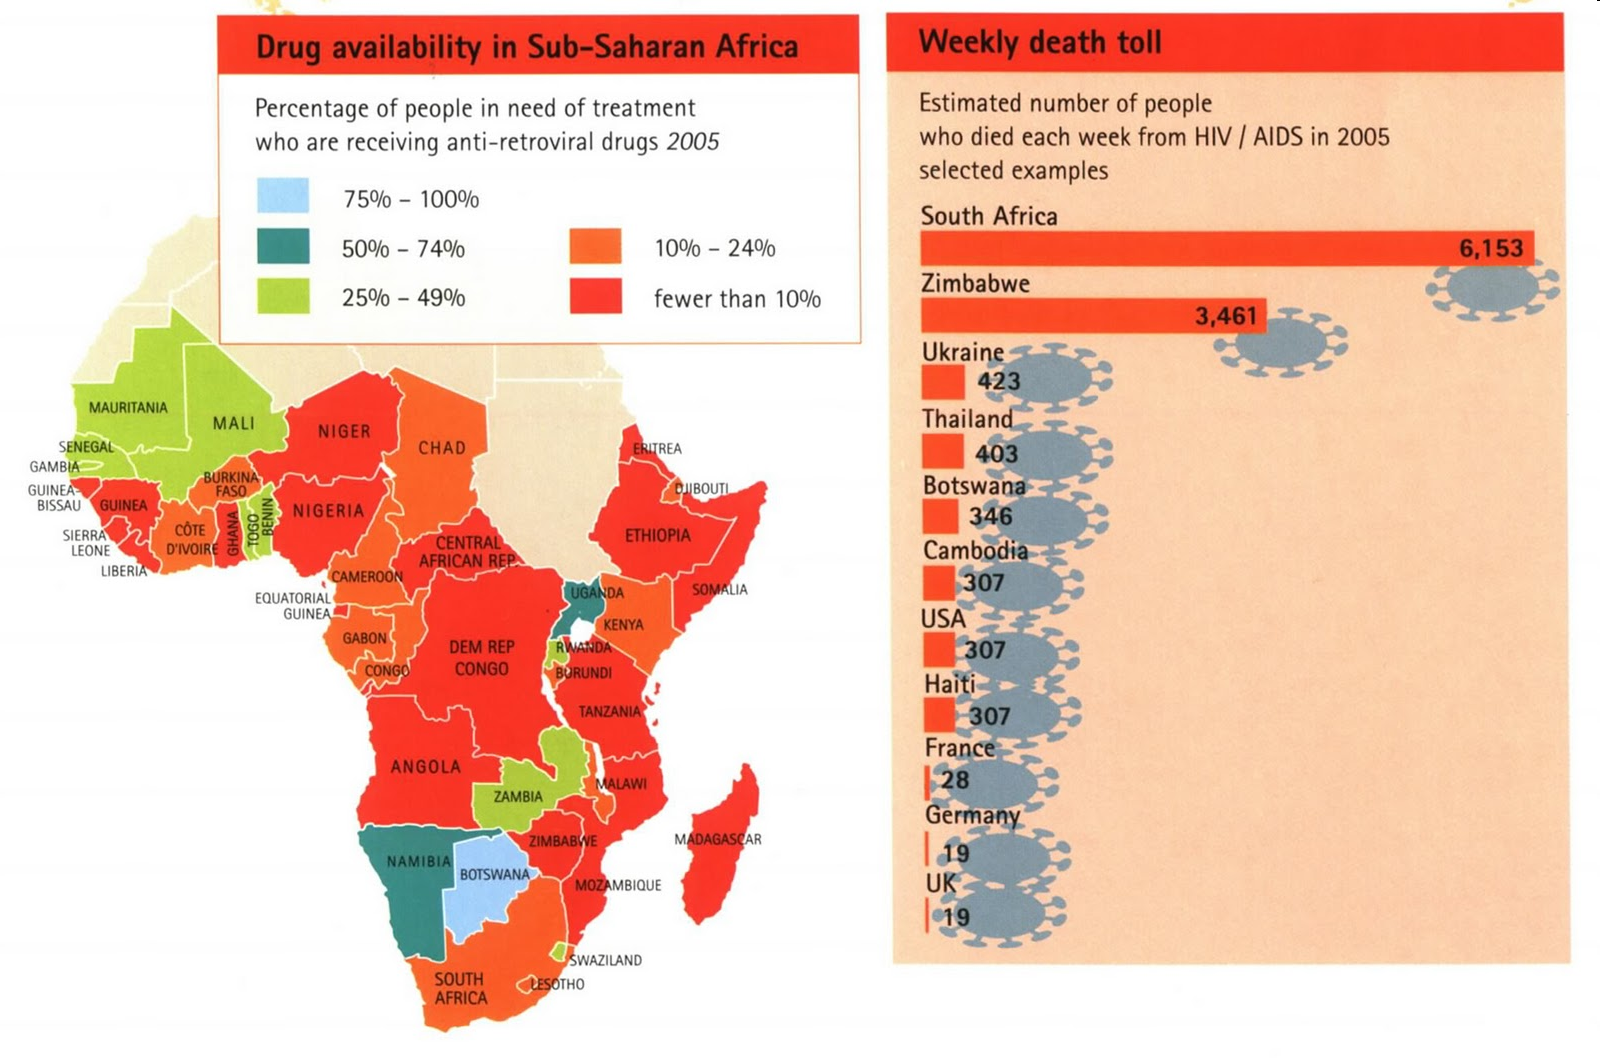 Drug availability in Sub-Saharan Africa
Percentage of people in need of treatment
who are receiving anti-retroviral drugs 2005
75% – 100%
50% – 74%
25% – 49%
10% – 24%
fewer than 10%
MAURITANIA
MALI
NIGER
CHAD
SENEGAL
GAMBIA
GUINEA-
BISSAU
GUINEA
SIERRA
LEONE
LIBERIA
BURKINA
FASO
CÔTE
D'IVOIRE
GHANA
TOGO
BENIN
NIGERIA
ERITREA
DJIBOUTI
ETHIOPIA
SOMALIA
CENTRAL
AFRICAN REP
CAMEROON
EQUATORIAL
GUINEA
GABON
CONGO
DEM REP
CONGO
UGANDA
KENYA
RWANDA
BURUNDI
TANZANIA
ANGOLA
ZAMBIA
MALAWI
ZIMBABWE
MADAGASCAR
NAMIBIA
BOTSWANA
MOZAMBIQUE
SWAZILAND
LESOTHO
SOUTH
AFRICA
Weekly death toll
Estimated number of people
who died each week from HIV / AIDS in 2005
selected examples
South Africa
6,153
Zimbabwe
3,461
Ukraine
423
Thailand
403
Botswana
346
Cambodia
307
USA
307
Haiti
307
France
28
Germany
19
UK
19